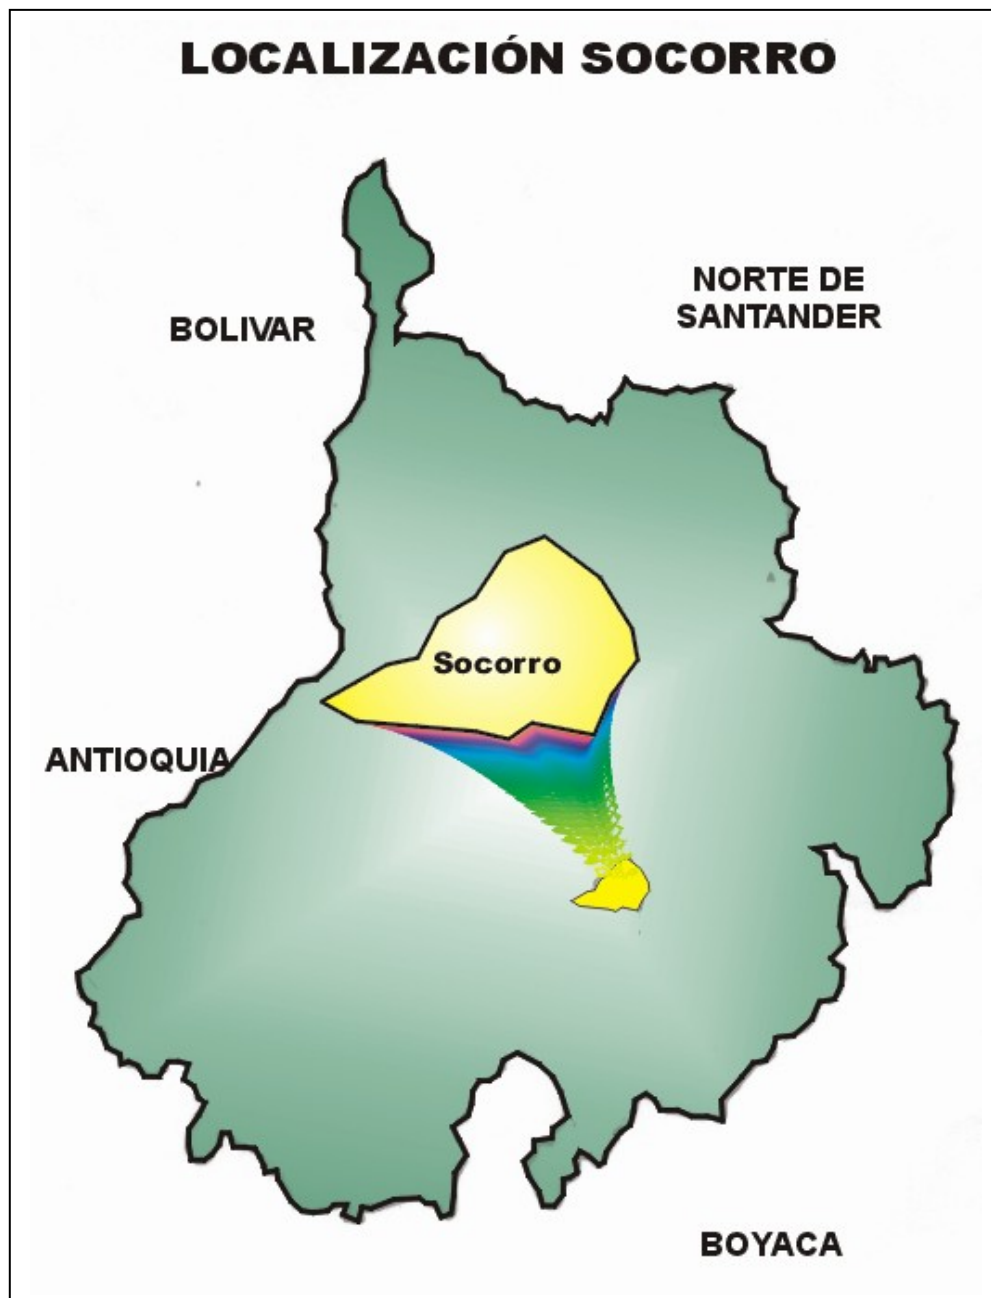 LOCALIZACIÓN SOCORRO
NORTE DE
SANTANDER
BOLIVAR
Socorro
ANTIOQUIA
BOYACA